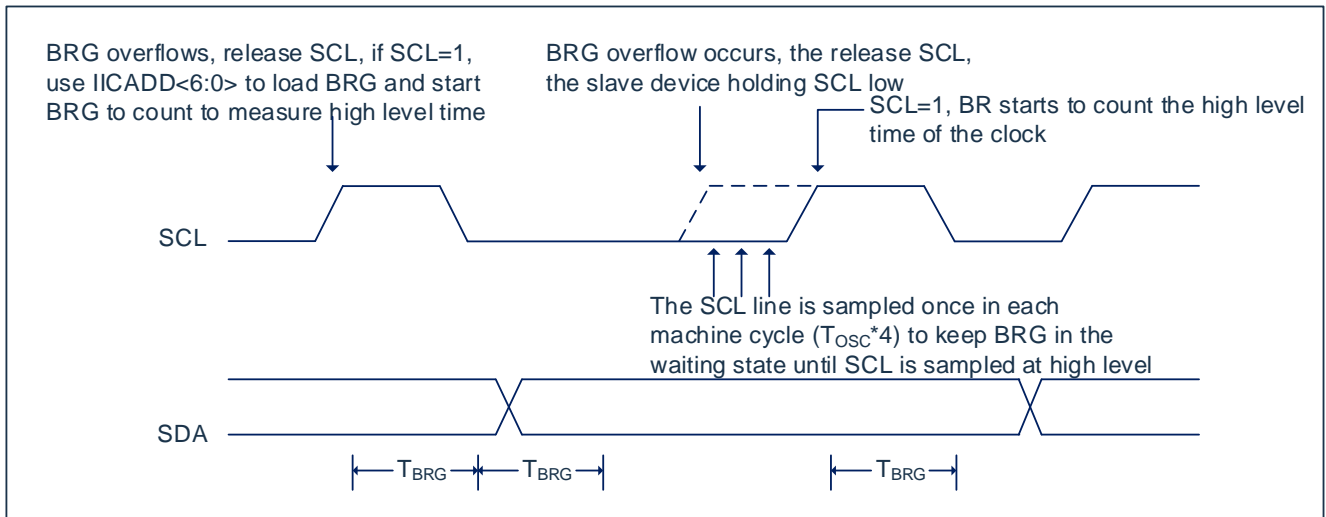 BRG overflows, release SCL, if SCL=1,
use IICADD<6:0> to load BRG and start
BRG to count to measure high level time
BRG overflow occurs, the release SCL,
the slave device holding SCL low
SCL=1, BR starts to count the high level
time of the clock
SCL
The SCL line is sampled once in each
machine cycle (TOSC*4) to keep BRG in the
waiting state until SCL is sampled at high level
SDA
TBRG
TBRG
TBRG